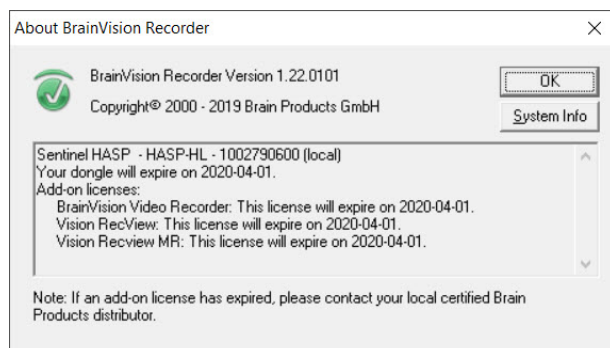 About BrainVision Recorder
BrainVision Recorder Version 1.22.0101
OK
Copyright© 2000 - 2019 Brain Products GmbH
System Info
Sentinel HASP - HASP-HL - 1002790600 (local)
Your dongle will expire on 2020-04-01.
Add-on licenses:
BrainVision Video Recorder: This license will expire on 2020-04-01.
Vision RecView: This license will expire on 2020-04-01.
Vision Recview MR: This license will expire on 2020-04-01.
Note: If an add-on license has expired, please contact your local certified Brain
Products distributor.